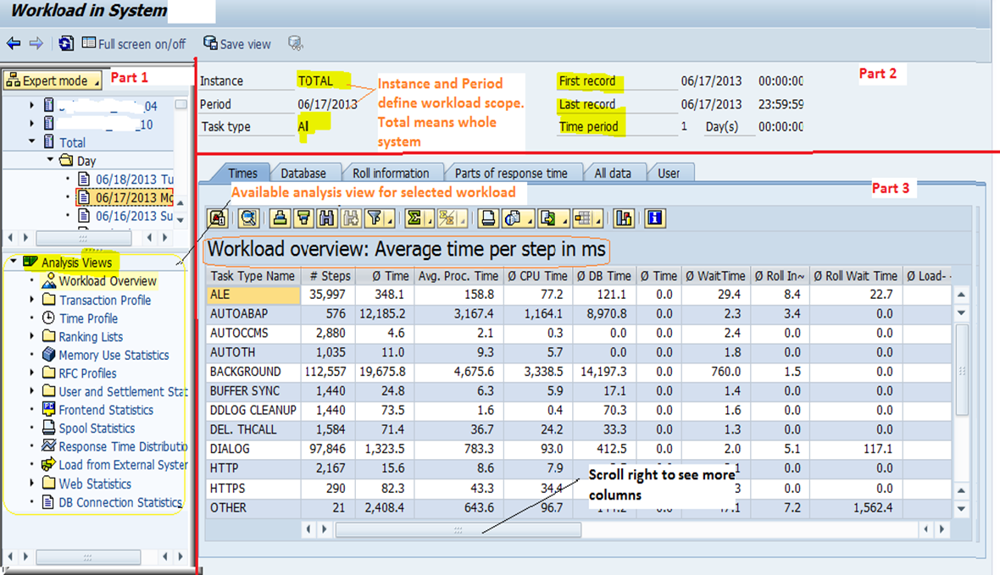 Workload in System
Full screen on/off Save view
Expert mode Part 1
_04
_10
Total
Day
06/18/2013 Tu
06/17/2013 Mo
06/16/2013 Su
Analysis Views
Workload Overview
Transaction Profile
Time Profile
Ranking Lists
Memory Use Statistics
RFC Profiles
User and Settlement Stat
Frontend Statistics
Spool Statistics
Response Time Distributio
Load from External System
Web Statistics
DB Connection Statistics
Part 2
Instance TOTAL First record 06/17/2013 00:00:00
Period 06/17/2013 Last record 06/17/2013 23:59:59
Task type All Time period 1 Day(s) 00:00:00
Instance and Period
define workload scope.
Total means whole
system
Times Database Roll information Parts of response time All data User
Part 3
Available analysis view for selected workload
Workload overview: Average time per step in ms
Task Type Name # Steps Ø Time Avg. Proc. Time Ø CPU Time Ø DB Time Ø Time Ø WaitTime Ø Roll In~ Ø Roll Wait Time Ø Load-
ALE 35,997 348.1 158.8 77.2 121.1 0.0 29.4 8.4 22.7
AUTOABAP 576 12,185.2 3,167.4 1,164.1 8,970.8 0.0 2.3 3.4 0.0
AUTOCCMS 2,880 4.6 2.1 0.3 0.0 0.0 2.4 0.0 0.0
AUTOTH 1,035 11.0 9.3 5.7 0.0 0.0 1.8 0.0 0.0
BACKGROUND 112,557 19,675.8 4,675.6 3,338.5 14,197.3 0.0 760.0 1.5 0.0
BUFFER SYNC 1,440 24.8 6.3 5.9 17.1 0.0 1.4 0.0 0.0
DDLOG CLEANUP 1,440 73.5 1.6 0.4 70.3 0.0 1.6 0.0 0.0
DEL. THCALL 1,584 71.4 36.7 24.2 33.3 0.0 1.3 0.0 0.0
DIALOG 97,846 1,323.5 783.3 93.0 412.5 0.0 2.0 5.1 117.1
HTTP 2,167 15.6 8.6 7.9 0.0 0.0
HTTPS 290 82.3 43.3 34.4 0.0 0.0
OTHER 21 2,408.4 643.6 96.7 7.2 1,562.4
Scroll right to see more
columns